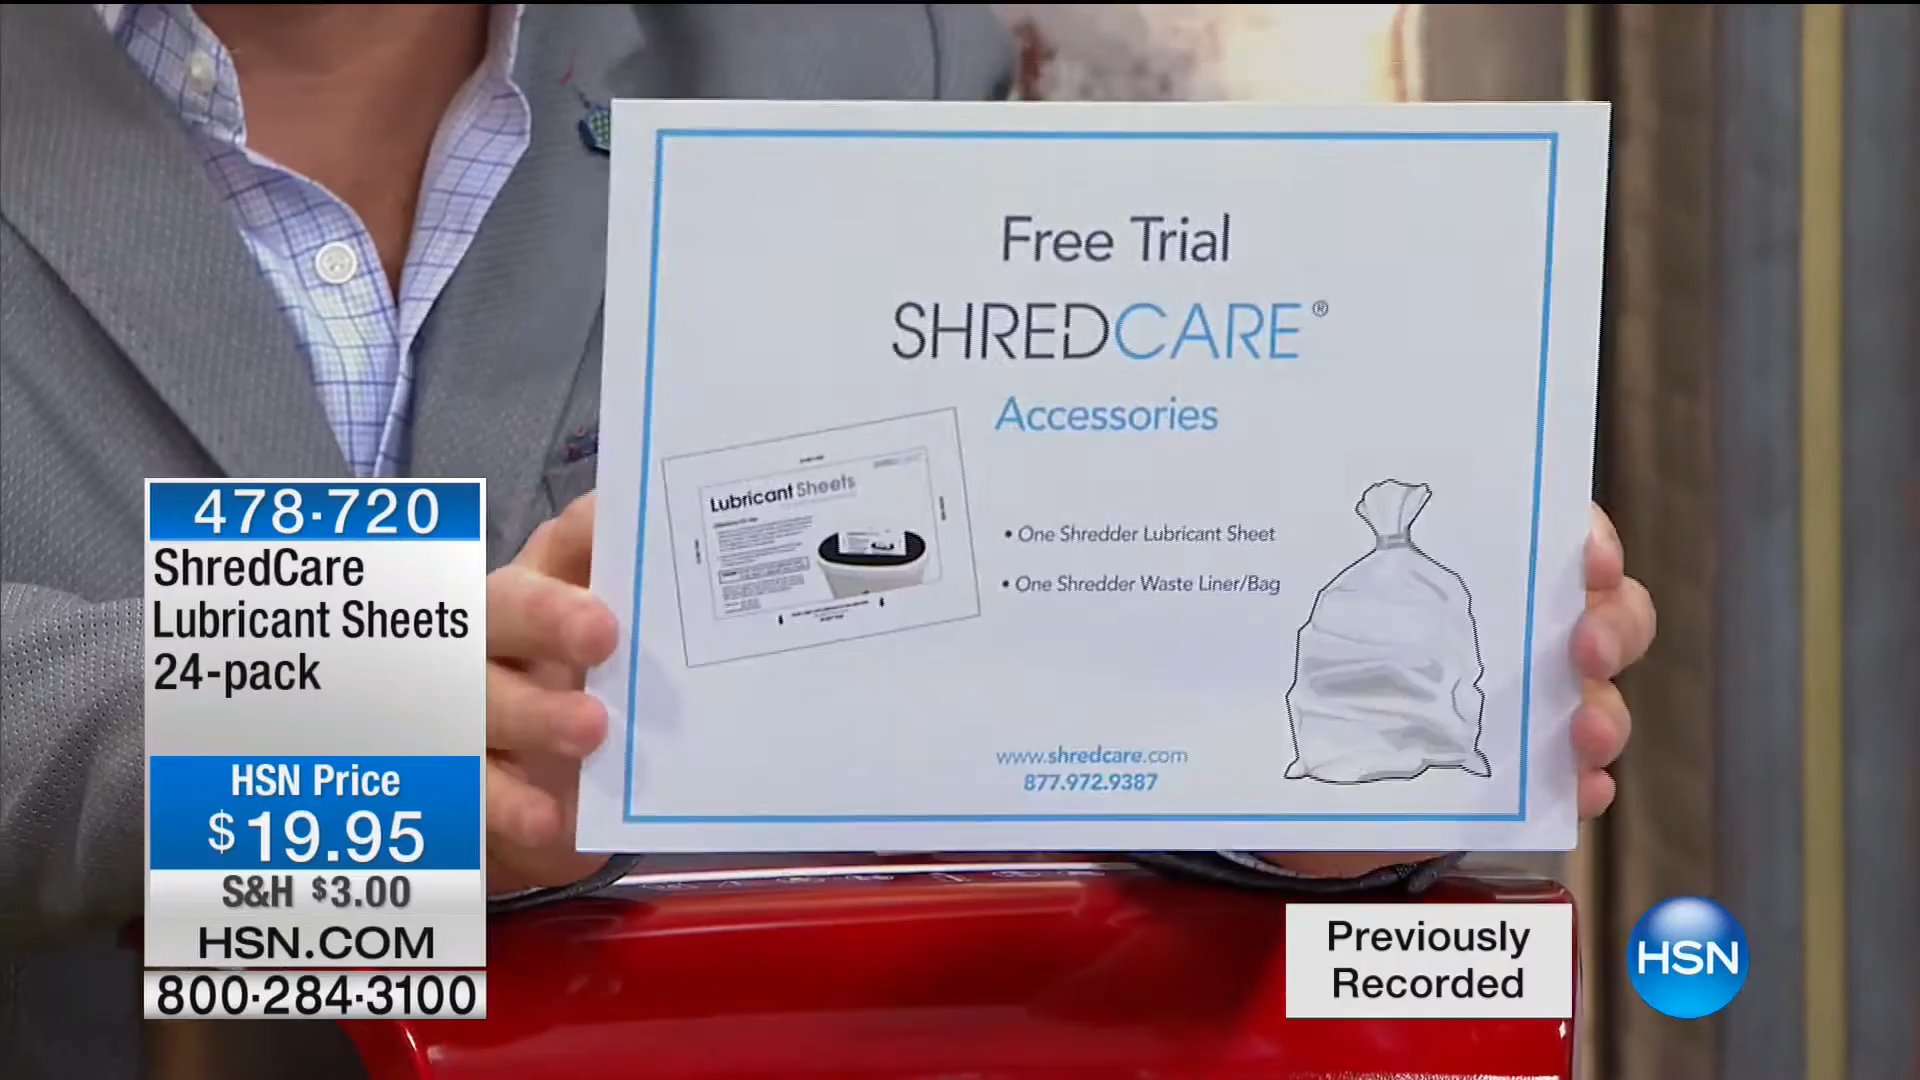 Free Trial
SHREDCARE®
Accessories
Lubricant Sheets
• One Shredder Lubricant Sheet
• One Shredder Waste Liner/Bag
www.shredcare.com
877.972.9387
478·720
ShredCare
Lubricant Sheets
24-pack
HSN Price
$19.95
S&H $3.00
HSN.COM
800·284·3100
Previously
Recorded
HSN